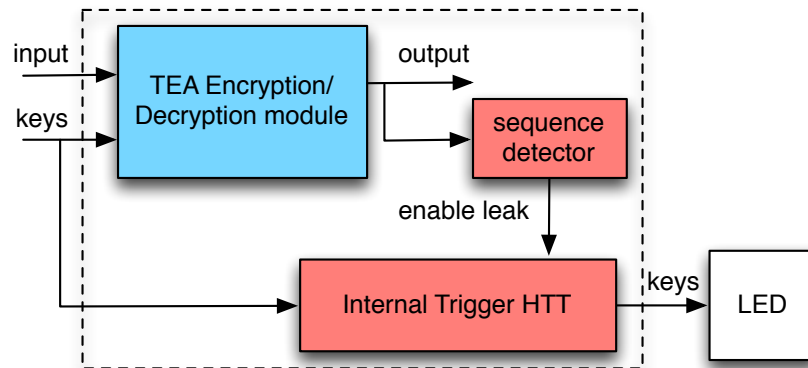 input
output
TEA Encryption/
Decryption module
keys
sequence
detector
enable leak
keys
Internal Trigger HTT
LED